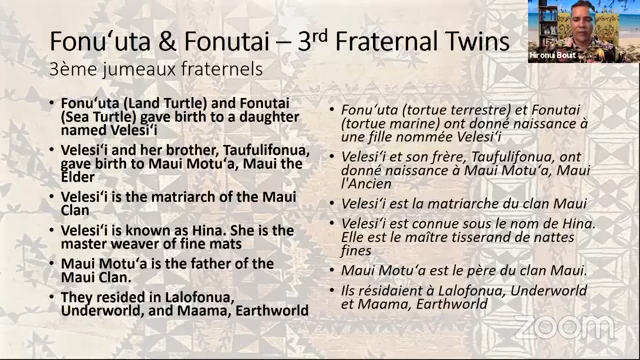 Fonuʻuta & Fonutai – 3rd Fraternal Twins
3ème jumeaux fraternels
• Fonuʻuta (Land Turtle) and Fonutai
(Sea Turtle) gave birth to a daughter
named Velesiʻi
• Velesiʻi and her brother, Taufulifonua,
gave birth to Maui Motuʻa, Maui the
Elder
• Velesiʻi is the matriarch of the Maui
Clan
• Velesiʻi is known as Hina. She is the
master weaver of fine mats
• Maui Motuʻa is the father of the
Maui Clan.
• They resided in Lalofonua,
Underworld, and Maama, Earthworld
• Fonuʻuta (tortue terrestre) et Fonutai
(tortue marine) ont donné naissance à
une fille nommée Velesiʻi
• Velesiʻi et son frère, Taufulifonua, ont
donné naissance à Maui Motuʻa, Maui
l'Ancien
• Velesiʻi est la matriarche du clan Maui
• Velesiʻi est connue sous le nom de Hina.
Elle est le maître tisserand de nattes
fines
• Maui Motuʻa est le père du clan Maui.
• Ils résidaient à Lalofonua, Underworld
et Maama, Earthworld
Hironui Bout
zoom